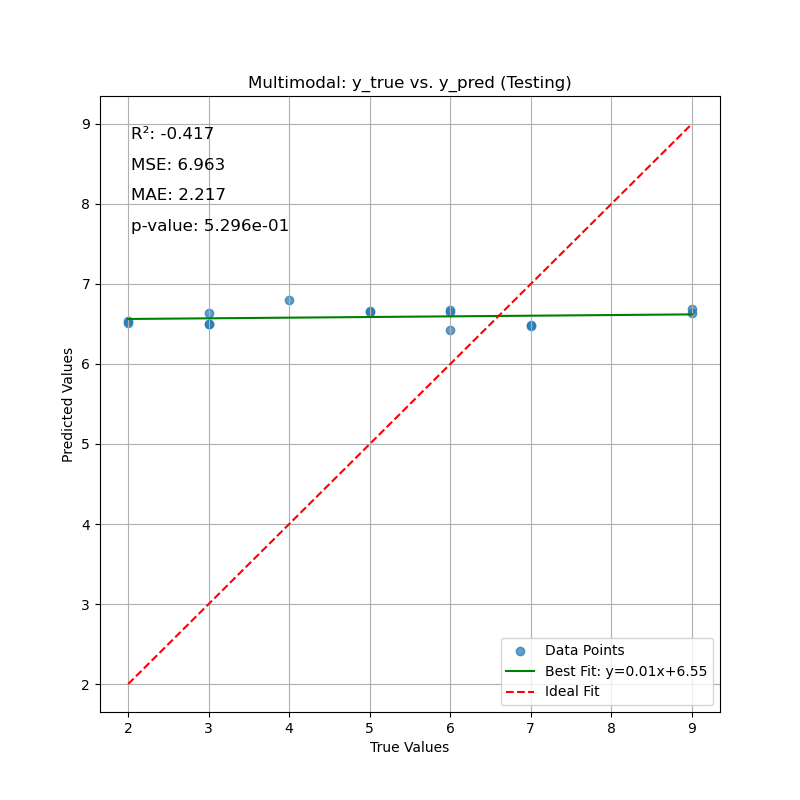 Multimodal: y_true vs. y_pred (Testing)
R²: -0.417
MSE: 6.963
MAE: 2.217
p-value: 5.296e-01
9
8
7
6
5
4
3
2
Predicted Values
Data Points
Best Fit: y=0.01x+6.55
Ideal Fit
2 3 4 5 6 7 8 9
True Values